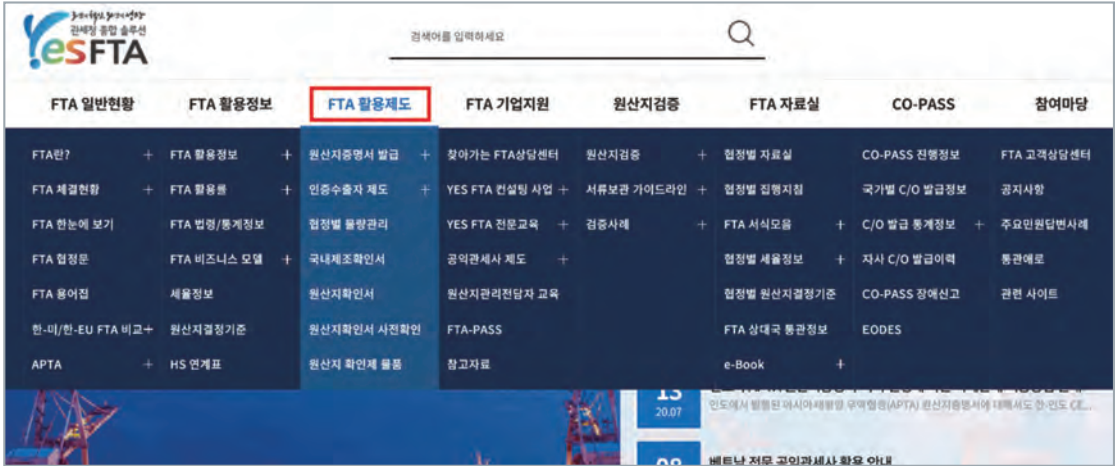 관세청 종합 솔루션
YesFTA
검색어를 입력하세요
FTA 일반현황 FTA 활용정보 FTA 활용제도 FTA 기업지원 원산지검증 FTA 자료실 CO-PASS 참여마당
FTA란? + FTA 활용정보 + 원산지증명서 발급 + 찾아가는 FTA상담센터 원산지검증 + 협정별 자료실 CO-PASS 진행정보 FTA 고객상담센터
FTA 체결현황 + FTA 활용률 + 인증수출자 제도 + YES FTA 컨설팅 사업 + 서류보관 가이드라인 + 협정별 집행지침 국가별 C/O 발급정보 공지사항
FTA 한눈에 보기 FTA 법령/통계정보 협정별 물량관리 YES FTA 전문교육 + 검증사례 + FTA 서식모음 + C/O 발급 통계정보 + 주요민원답변사례
FTA 협정문 FTA 비즈니스 모델 + 국내제조확인서 공익관세사 제도 + 협정별 세율정보 + 자사 C/O 발급이력 통관애로
FTA 용어집 세율정보 원산지확인서 원산지관리전담자 교육 협정별 원산지결정기준 CO-PASS 장애신고 관련 사이트
한-미/한-EU FTA 비교+ 원산지결정기준 원산지확인서 사전확인 FTA-PASS FTA 상대국 통관정보 EODES
APTA + HS 연계표 원산지 확인제 물품 참고자료 e-Book +
13
20.07
인도에서 발행된 아시아·태평양 무역협정(APTA) 원산지증명서에 대해서도 한-인도 CE...
08 베트남 전문 공익관세사 활용 안내